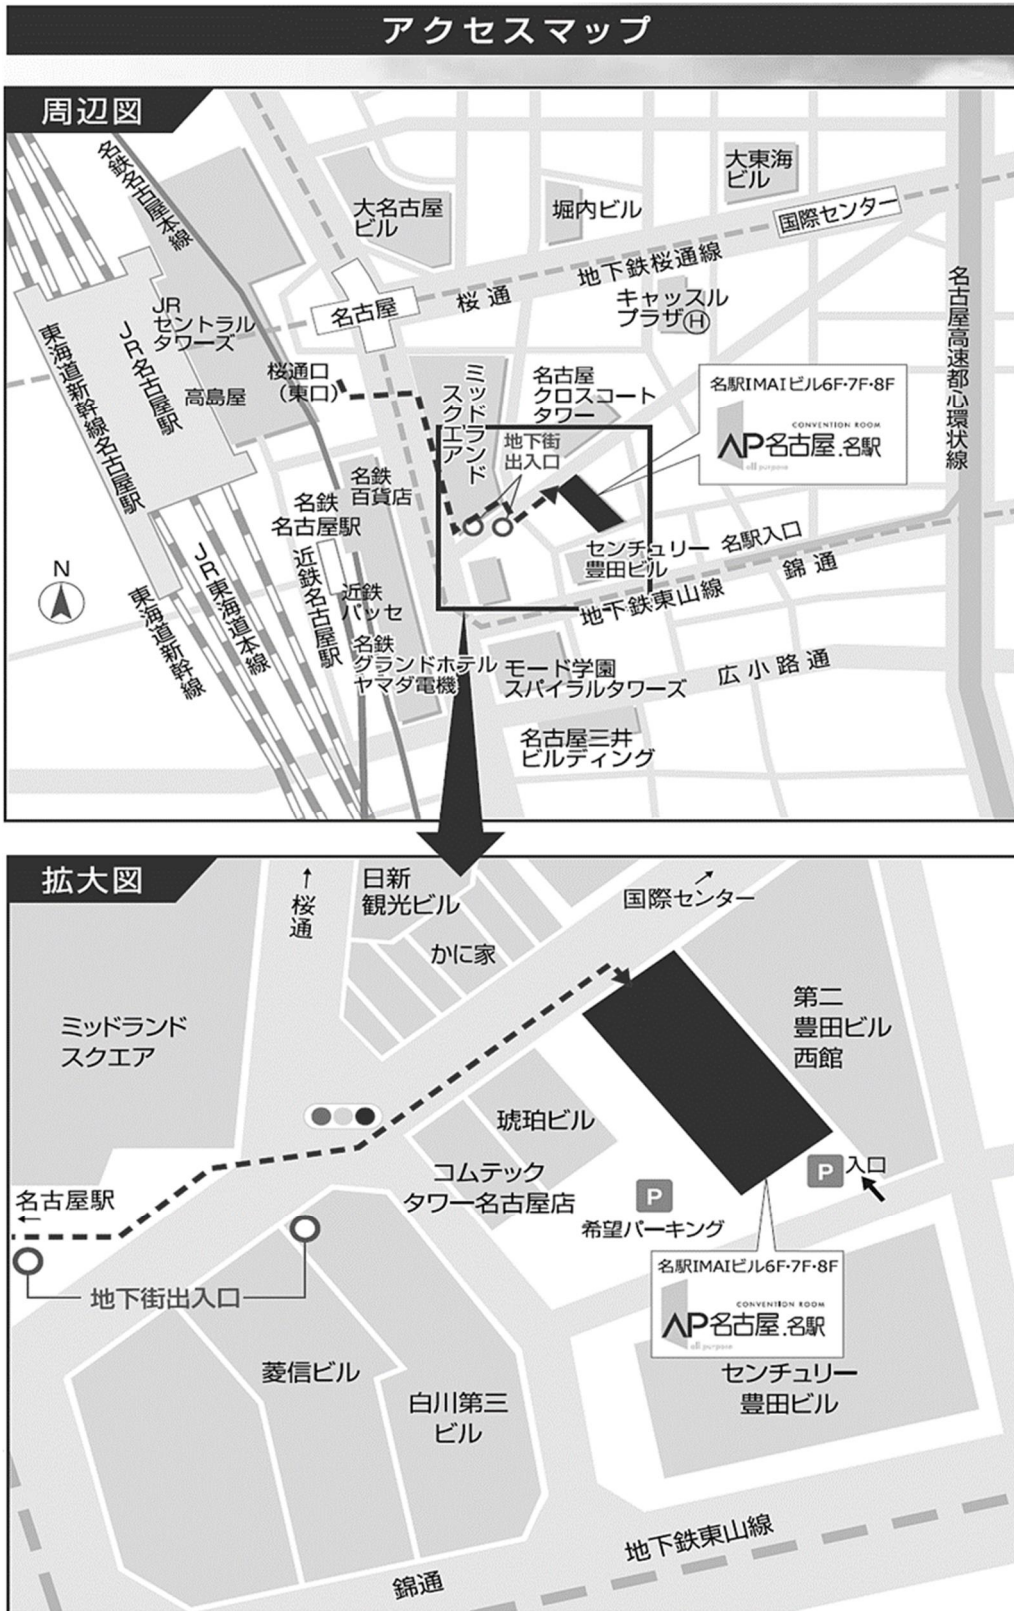 アクセスマップ
周辺図
名鉄名古屋本線
大名古屋
ビル
堀内ビル
大東海
ビル
国際センター
地下鉄桜通線
桜通
名古屋
キャッスル
プラザH
名古屋高速都心環状線
JR
セントラル
タワーズ
JR名古屋駅
東海道新幹線名古屋駅
高島屋
桜通口
(東口)
ミッドランド
スクエア
名古屋
クロスコート
タワー
名駅IMAIビル6F・7F・8F
CONVENTION ROOM
AP名古屋.名駅
all purpose
地下街
出入口
名鉄
百貨店
名鉄
名古屋駅
近鉄名古屋駅
近鉄
パッセ
センチュリー
豊田ビル
名駅入口
錦通
地下鉄東山線
N
JR東海道本線
東海道新幹線
名鉄
グランドホテル
ヤマダ電機
モード学園
スパイラルタワーズ
広小路通
名古屋三井
ビルディング
拡大図
↑桜通
日新
観光ビル
かに家
→
国際センター
ミッドランド
スクエア
第二
豊田ビル
西館
琥珀ビル
コムテック
タワー名古屋店
P
希望パーキング
P 入口
名古屋駅
←
地下街出入口
名駅IMAIビル6F・7F・8F
CONVENTION ROOM
AP名古屋.名駅
all purpose
菱信ビル
白川第三
ビル
センチュリー
豊田ビル
地下鉄東山線
錦通